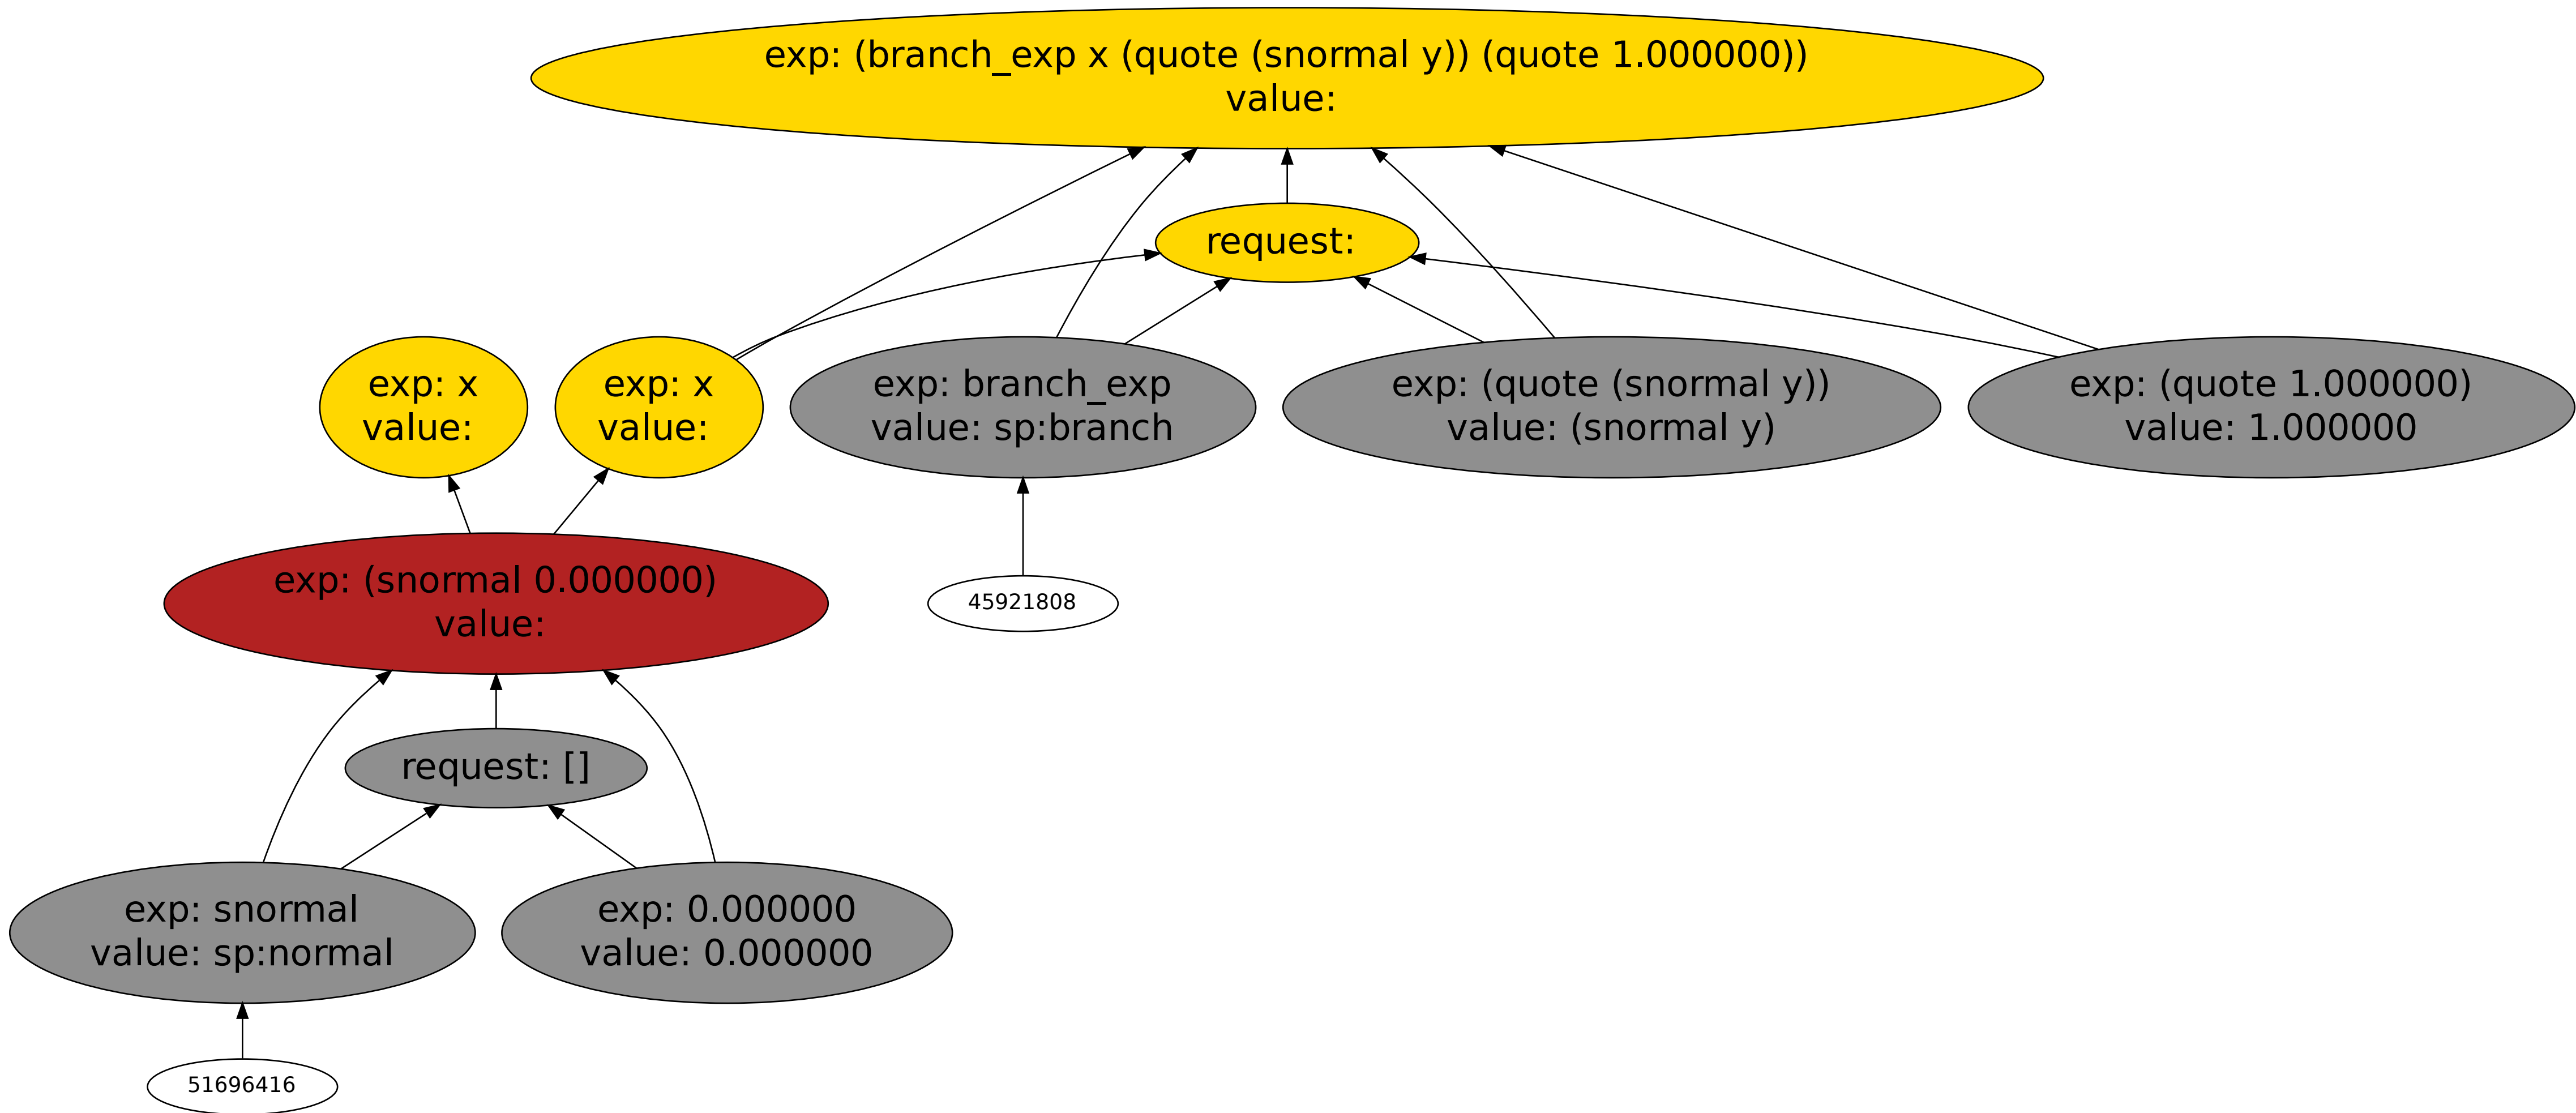 exp: (branch_exp x (quote (snormal y)) (quote 1.000000))
value:
request:
exp: x
value:
exp: x
value:
exp: branch_exp
value: sp:branch
exp: (quote (snormal y))
value: (snormal y)
exp: (quote 1.000000)
value: 1.000000
exp: (snormal 0.000000)
value:
45921808
request: []
exp: snormal
value: sp:normal
exp: 0.000000
value: 0.000000
51696416